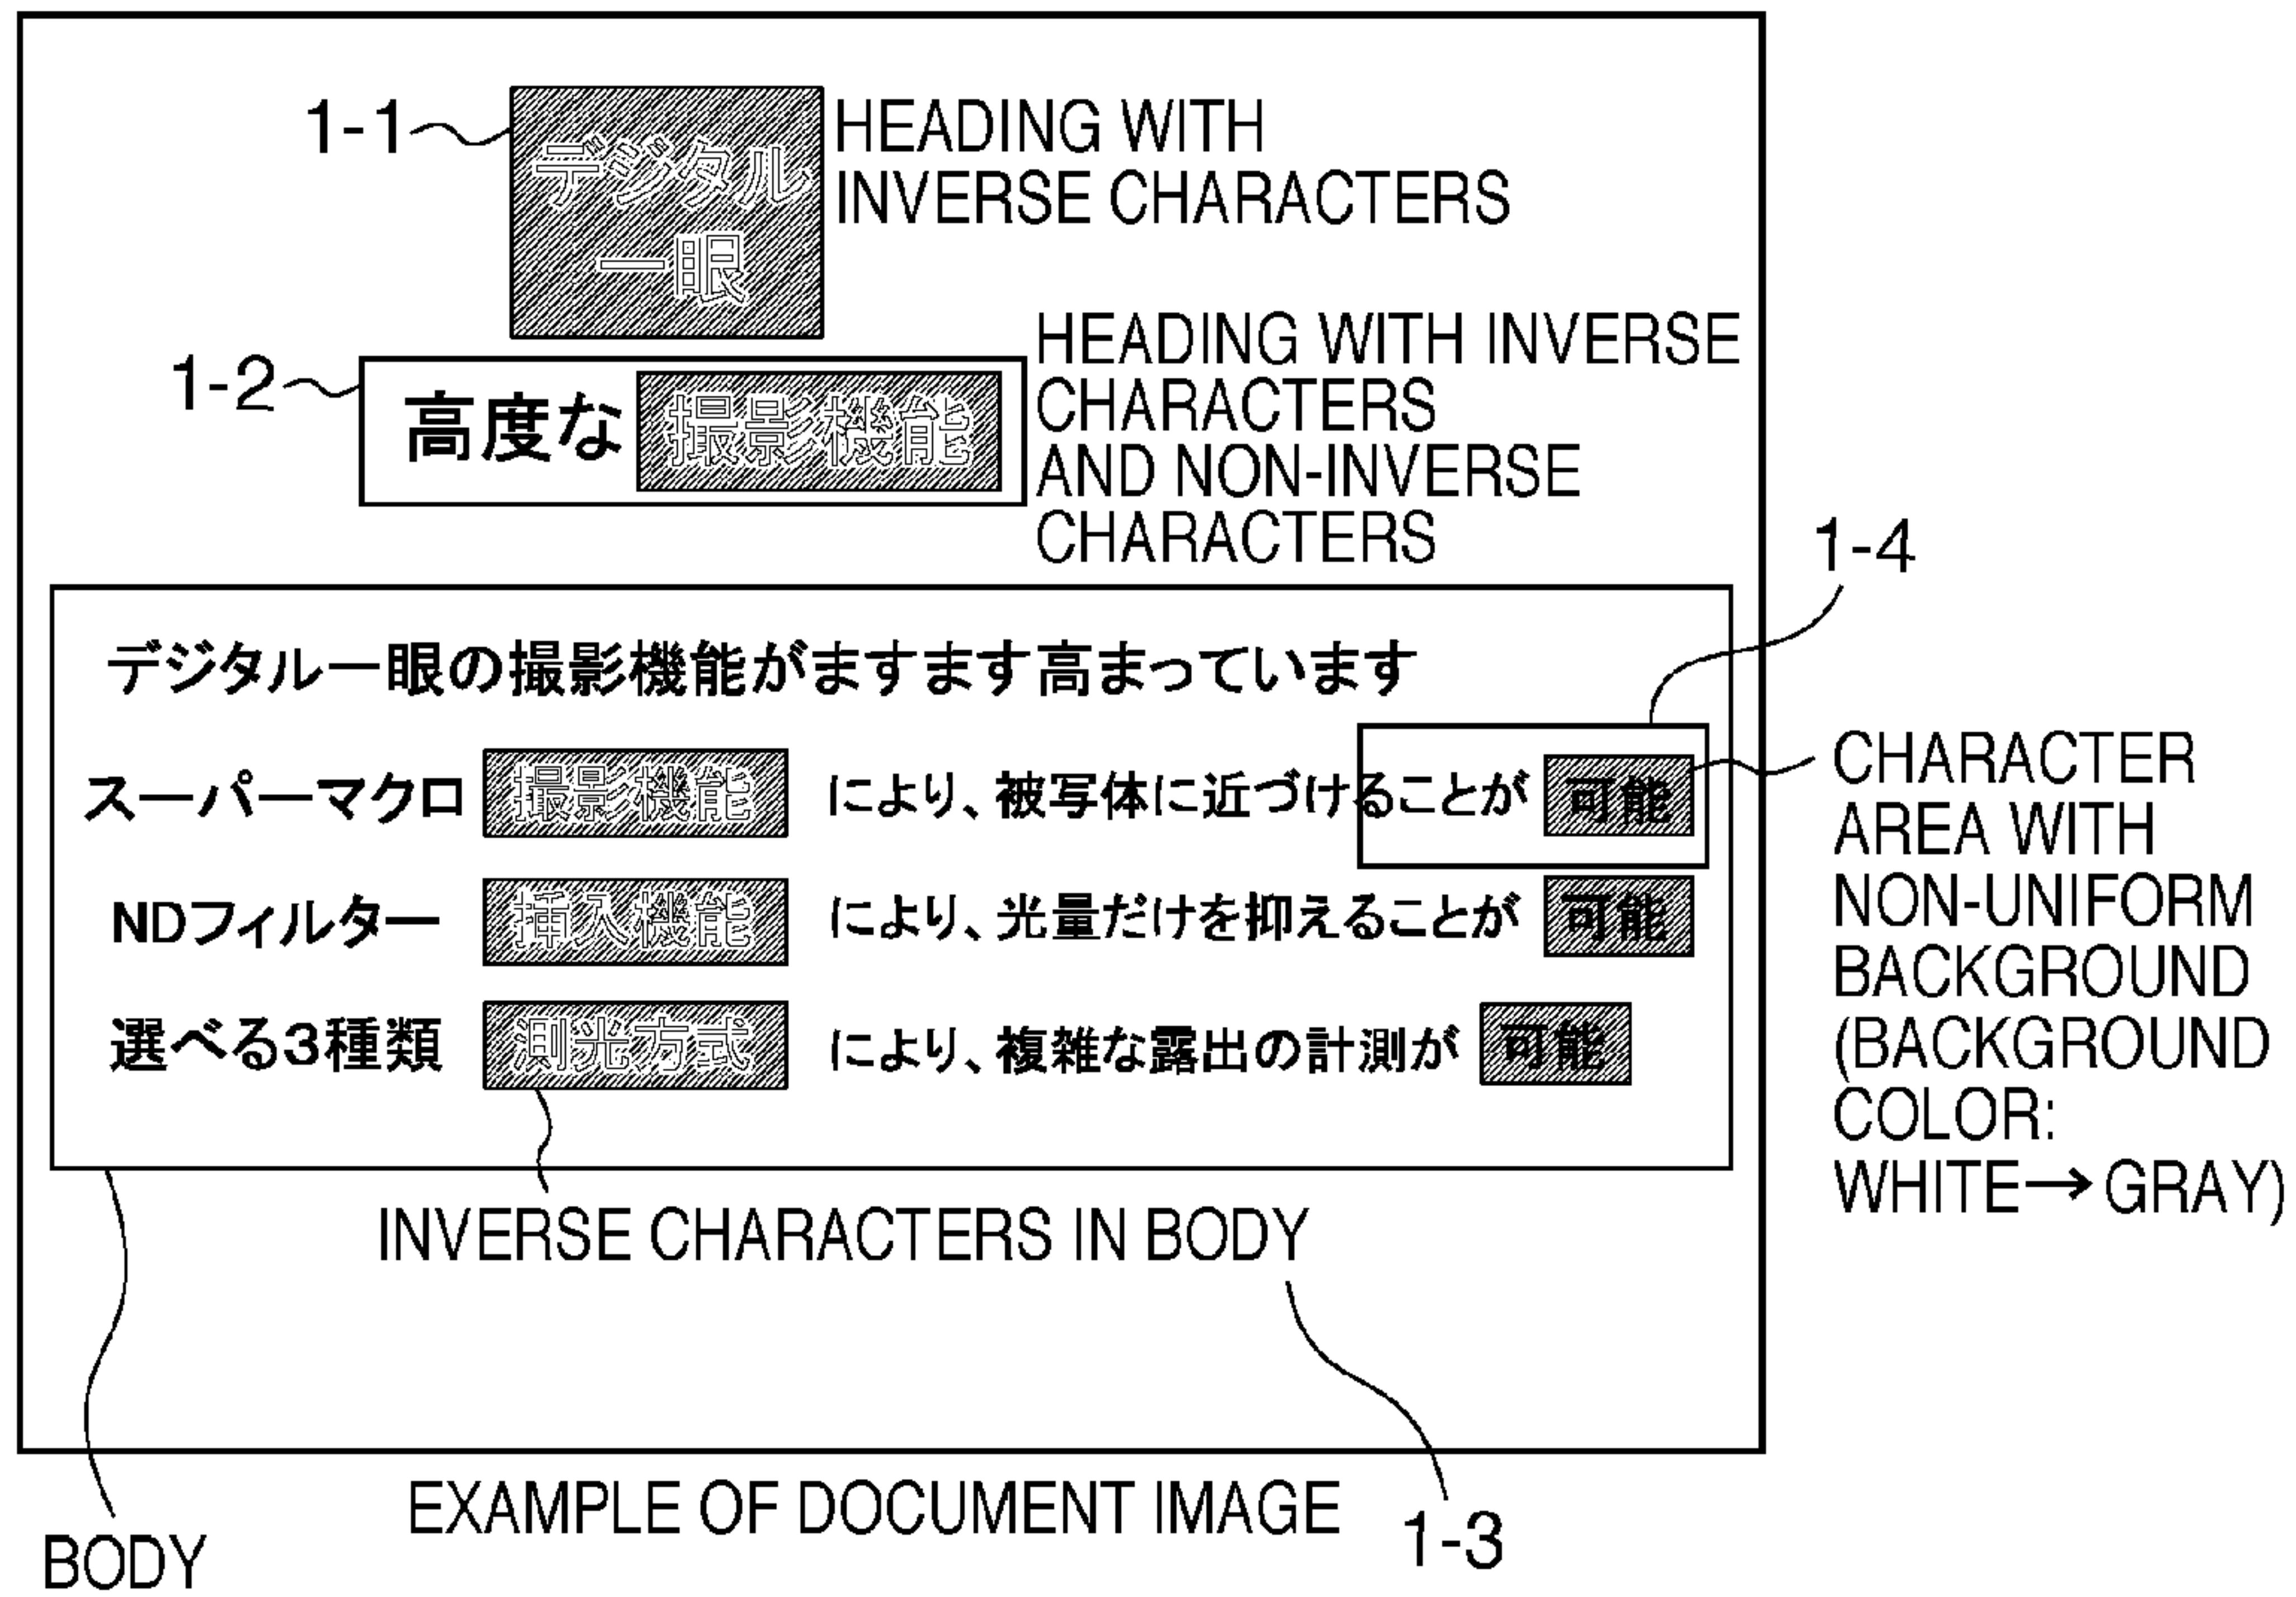 1-1
デジタル
一眼
HEADING WITH
INVERSE CHARACTERS
1-2
高度な 撮影機能
HEADING WITH INVERSE
CHARACTERS
AND NON-INVERSE
CHARACTERS
1-4
デジタル一眼の撮影機能がますます高まっています
スーパーマクロ 撮影機能 により、被写体に近づけることが 可能
NDフィルター 挿入機能 により、光量だけを抑えることが 可能
選べる3種類 測光方式 により、複雑な露出の計測が 可能
CHARACTER
AREA WITH
NON-UNIFORM
BACKGROUND
(BACKGROUND
COLOR:
WHITE→GRAY)
INVERSE CHARACTERS IN BODY
EXAMPLE OF DOCUMENT IMAGE
1-3
BODY